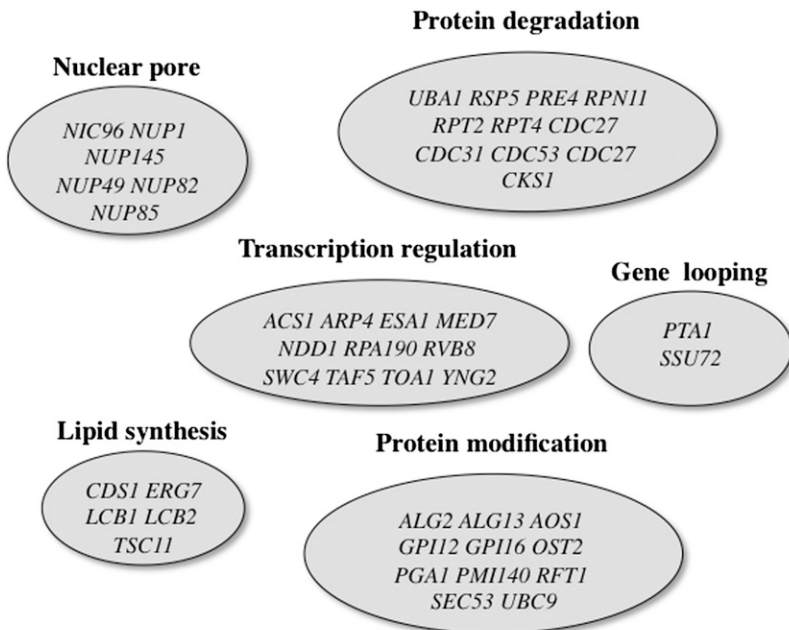 Protein degradation
UBA1 RSP5 PRE4 RPN11
RPT2 RPT4 CDC27
CDC31 CDC53 CDC27
CKS1
Nuclear pore
NIC96 NUP1
NUP145
NUP49 NUP82
NUP85
Transcription regulation
ACS1 ARP4 ESA1 MED7
NDD1 RPA190 RVB8
SWC4 TAF5 TOA1 YNG2
Gene looping
PTA1
SSU72
Lipid synthesis
CDS1 ERG7
LCB1 LCB2
TSC11
Protein modification
ALG2 ALG13 AOS1
GPI12 GPI16 OST2
PGA1 PMI140 RFT1
SEC53 UBC9